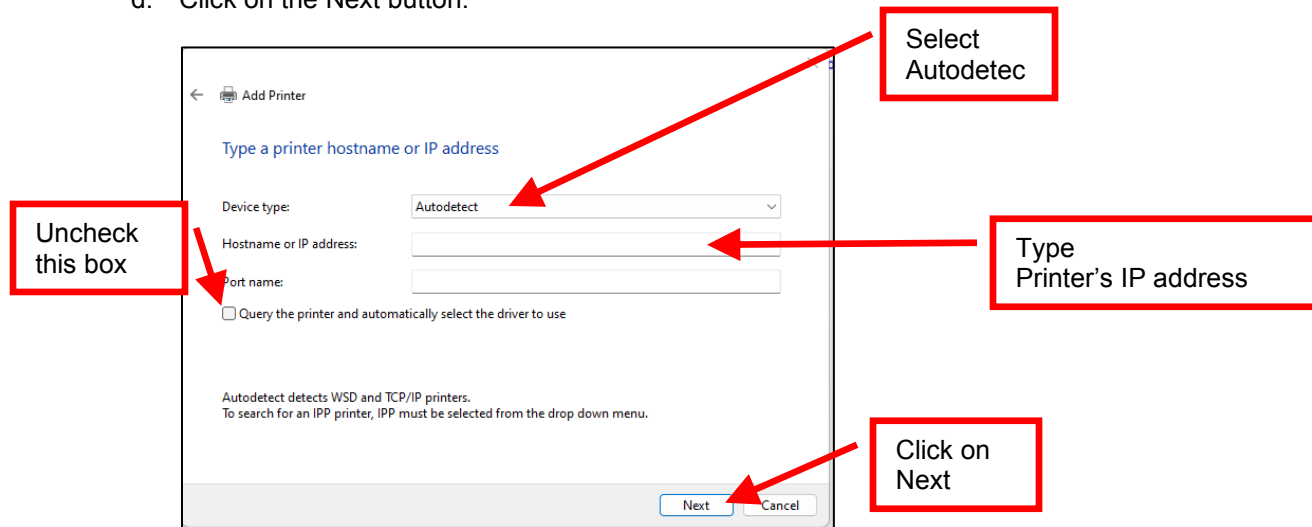 d. Click on the Next button.
Select
Autodetec
Add Printer
Type a printer hostname or IP address
Device type:
Autodetect
Uncheck
this box
Hostname or IP address:
Type
Printer's IP address
Port name:
Query the printer and automatically select the driver to use
Autodetect detects WSD and TCP/IP printers.
To search for an IPP printer, IPP must be selected from the drop down menu.
Click on
Next
Next
Cancel